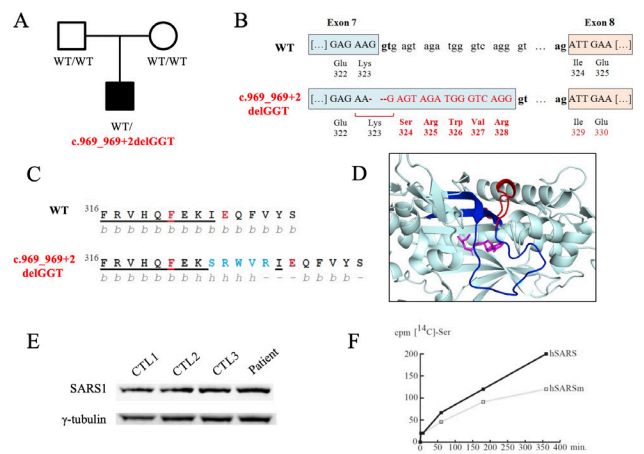 A
WT/WT WT/WT
WT/
c.969_969+2delGGT
B
Exon 7 Exon 8
WT
[...] GAG AAG gtg agt aga tgg gtc agg gt ... ag ATT GAA [...]
Glu Lys Ile Glu
322 323 324 325
c.969_969+2
delGGT
[...] GAG AA- --G AGT AGA TGG GTC AGG gt ... ag ATT GAA [...]
Glu Lys Ser Arg Trp Val Arg Ile Glu
322 323 324 325 326 327 328 329 330
C
WT
316 F R V H Q F E K I E Q F V Y S
b b b b b b b b b b b b b b b
c.969_969+2
delGGT
316 F R V H Q F E K S R W V R I E Q F V Y S
b b b b b b b h h h h h - - - b b b b b
D
E
CTL1 CTL2 CTL3 Patient
SARS1
γ-tubulin
F
cpm [14C]-Ser
200
150
100
50
0
0 50 100 150 200 250 300 350 400 min.
hSARS
hSARSm